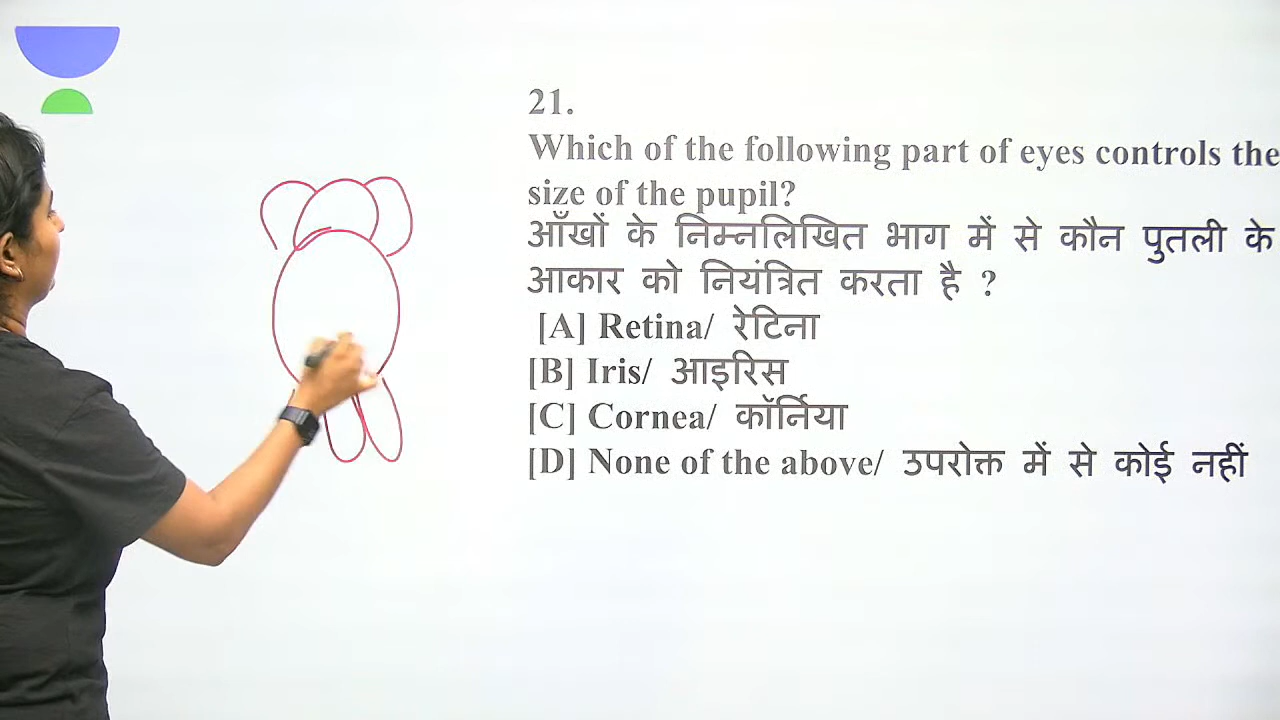 21.
Which of the following part of eyes controls the
size of the pupil?
आँखों के निम्नलिखित भाग में से कौन पुतली के
आकार को नियंत्रित करता है ?
[A] Retina/ रेटिना
[B] Iris/ आइरिस
[C] Cornea/ कॉर्निया
[D] None of the above/ उपरोक्त में से कोई नहीं